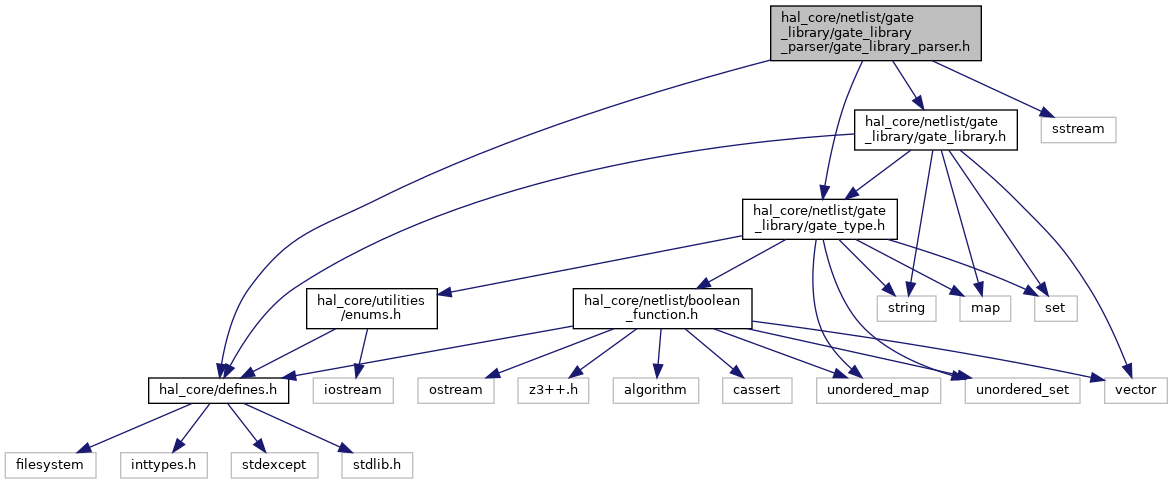 hal_core/netlist/gate
_library/gate_library
_parser/gate_library_parser.h
hal_core/netlist/gate
_library/gate_library.h
sstream
hal_core/netlist/gate
_library/gate_type.h
hal_core/utilities
/enums.h
hal_core/netlist/boolean
_function.h
string
map
set
hal_core/defines.h
iostream
ostream
z3++.h
algorithm
cassert
unordered_map
unordered_set
vector
filesystem
inttypes.h
stdexcept
stdlib.h